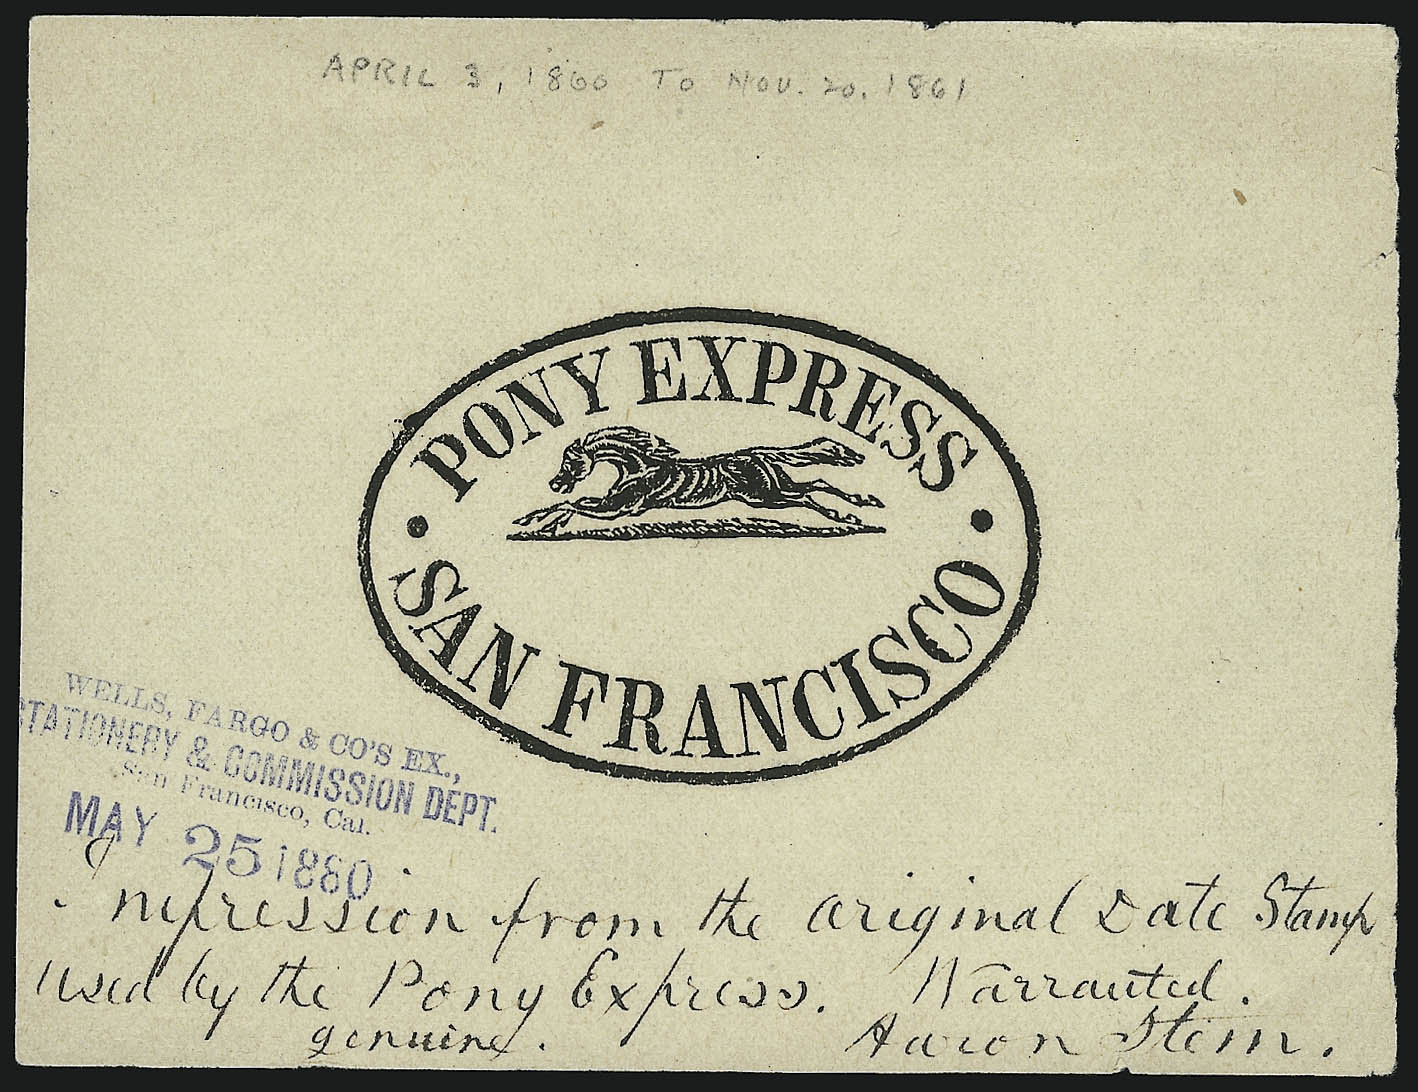 APRIL 3, 1860 TO NOV. 20, 1861
PONY EXPRESS
SAN FRANCISCO
WELLS, FARGO & CO'S EX.,
STATIONERY & COMMISSION DEPT.
San Francisco, Cal.
MAY 25 1880
Impression from the original Date Stamp
used by the Pony Express. Warranted.
genuine. Aaron Stein.